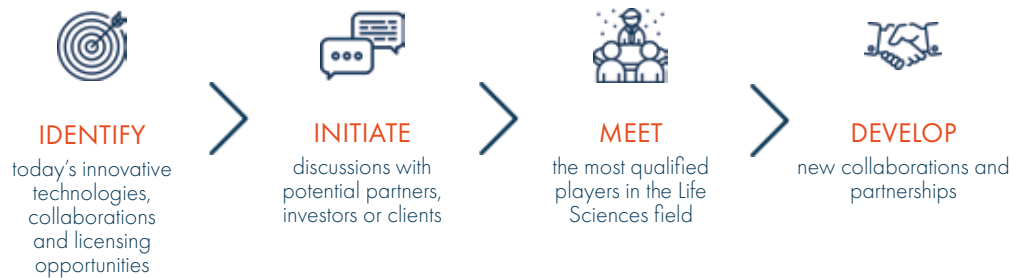 IDENTIFY
today's innovative
technologies,
collaborations
and licensing
opportunities
INITIATE
discussions with
potential partners,
investors or clients
MEET
the most qualified
players in the Life
Sciences field
DEVELOP
new collaborations and
partnerships